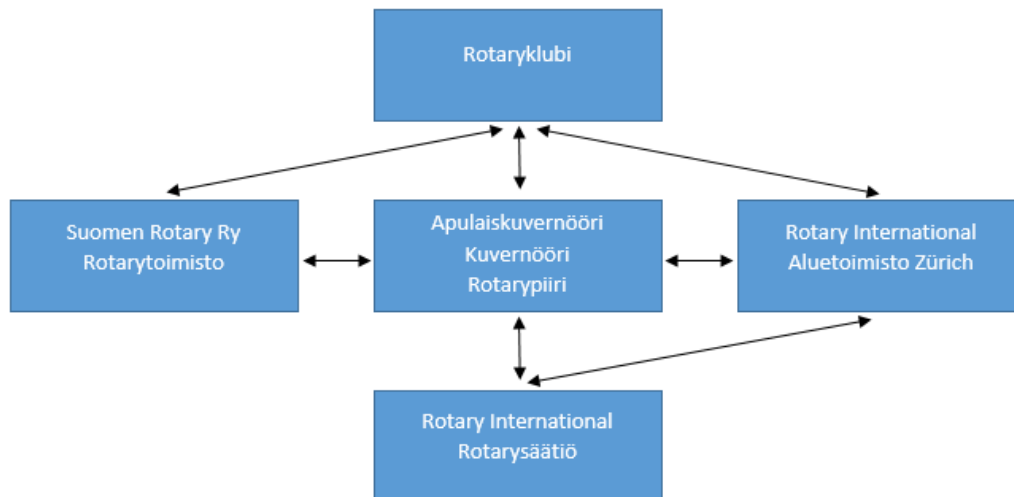 Rotaryklubi
Suomen Rotary Ry
Rotarytoimisto
Apulaiskuvernööri
Kuvernööri
Rotarypiiri
Rotary International
Aluetoimisto Zürich
Rotary International
Rotarysäätiö